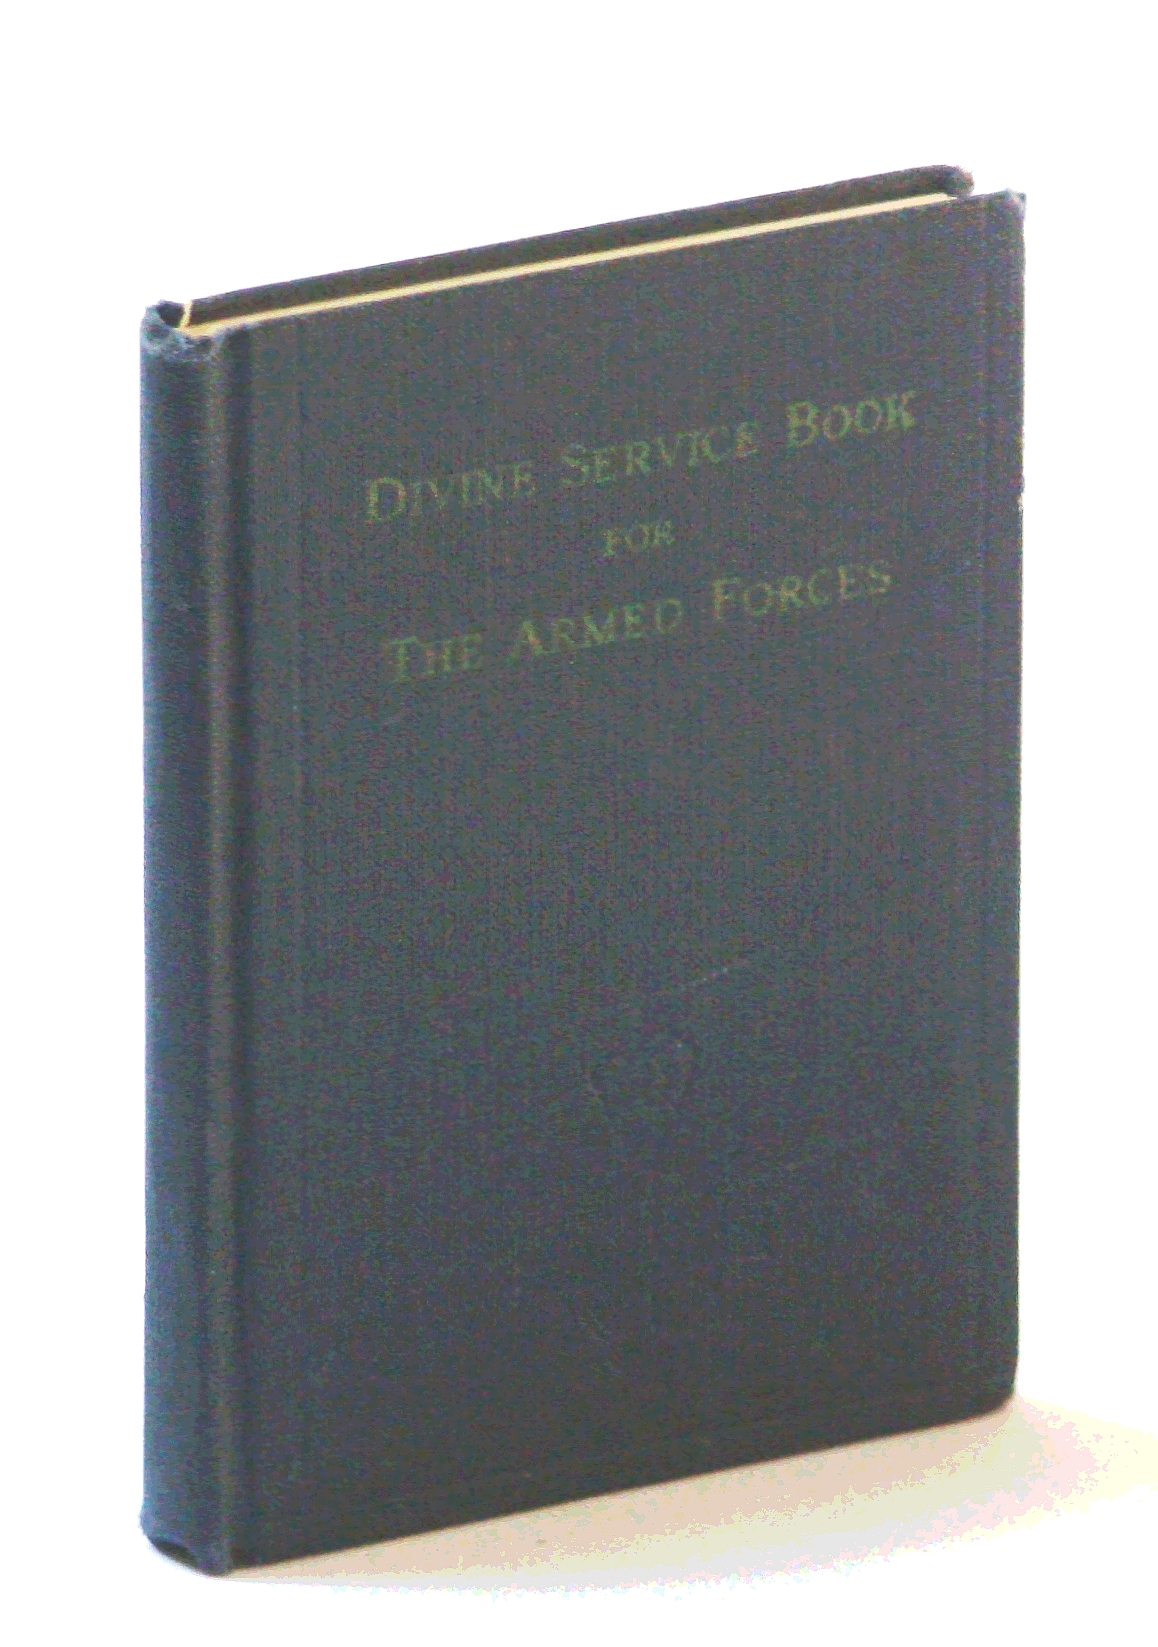 DIVINE SERVICE BOOK
FOR
THE ARMED FORCES